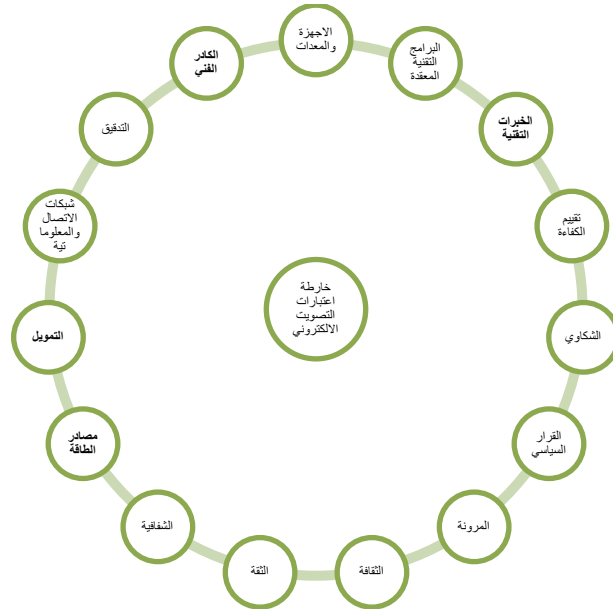 الاجهزة
والمعدات
البرامج
التقنية
المعقدة
الخبرات
التقنية
تقييم
الكفاءة
الشكاوي
القرار
السياسي
المرونة
الثقافة
الثقة
الشفافية
مصادر
الطاقة
التمويل
شبكات
الاتصال
والمعلوما
تية
التدقيق
الكادر
الفني
خارطة
اعتبارات
التصويت
الالكتروني